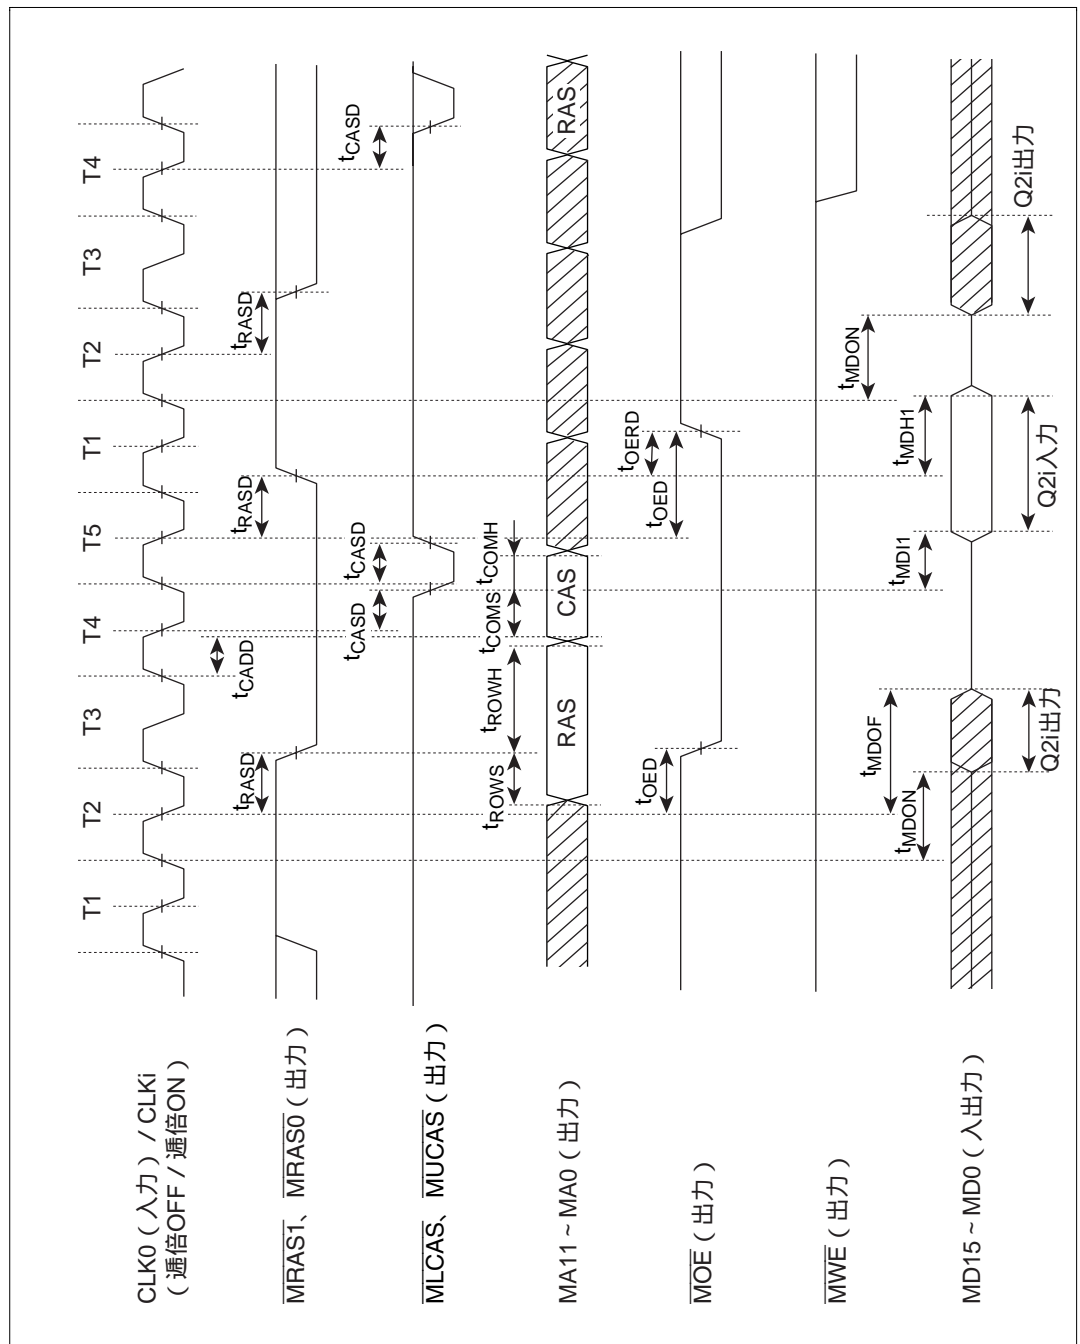 T1 T2 T3 T4 T5 T1 T2 T3 T4
CLK0 ( 入力 ) / CLKi
( 逓倍OFF / 逓倍ON )
tCADD
MRAS1、MRAS0 ( 出力 )
tRASD tRASD tRASD
MLCAS、MUCAS ( 出力 )
tCASD tCASD tCASD
tROWS tROWH tCOMS tCOMH
MA11 ~ MA0 ( 出力 )
RAS CAS RAS
tOED tOED tOERD
MOE ( 出力 )
MWE ( 出力 )
tMDON tMDOF tMDI1 tMDH1 tMDON
MD15 ~ MD0 ( 入出力 )
Q2i出力 Q2i入力 Q2i出力